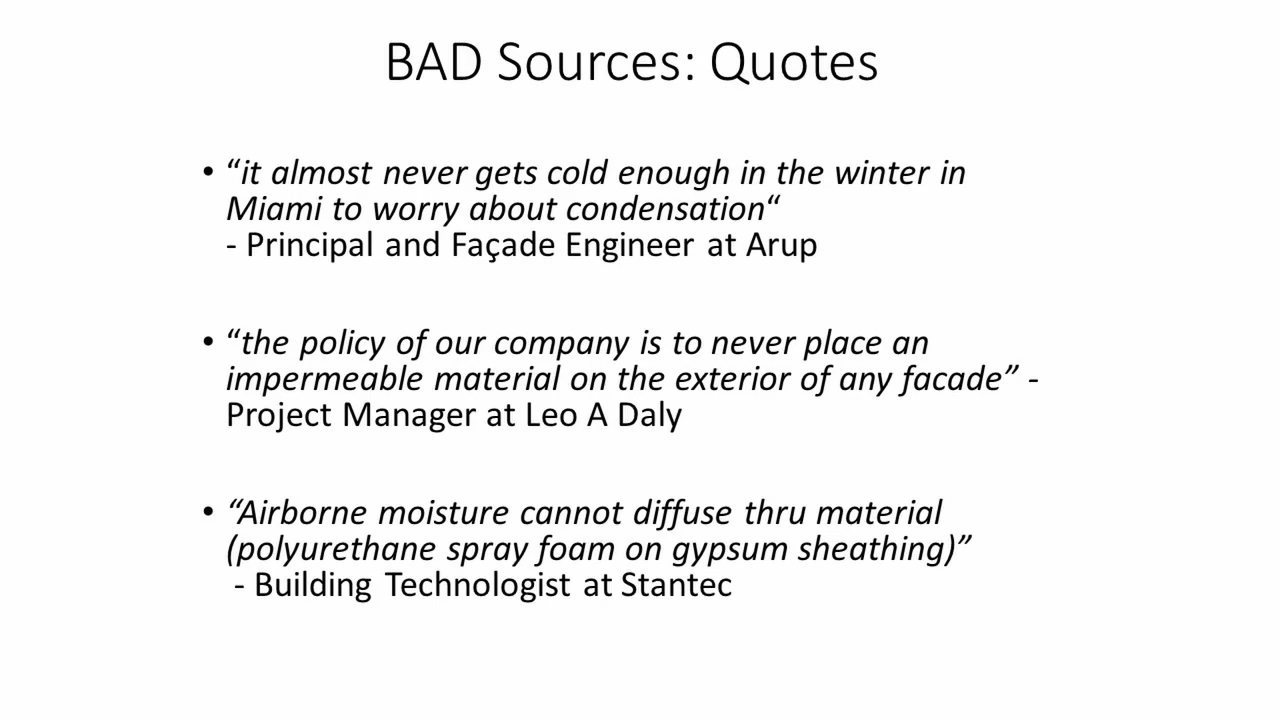 BAD Sources: Quotes
• “it almost never gets cold enough in the winter in
Miami to worry about condensation“
- Principal and Façade Engineer at Arup
• “the policy of our company is to never place an
impermeable material on the exterior of any facade” -
Project Manager at Leo A Daly
• “Airborne moisture cannot diffuse thru material
(polyurethane spray foam on gypsum sheathing)”
- Building Technologist at Stantec